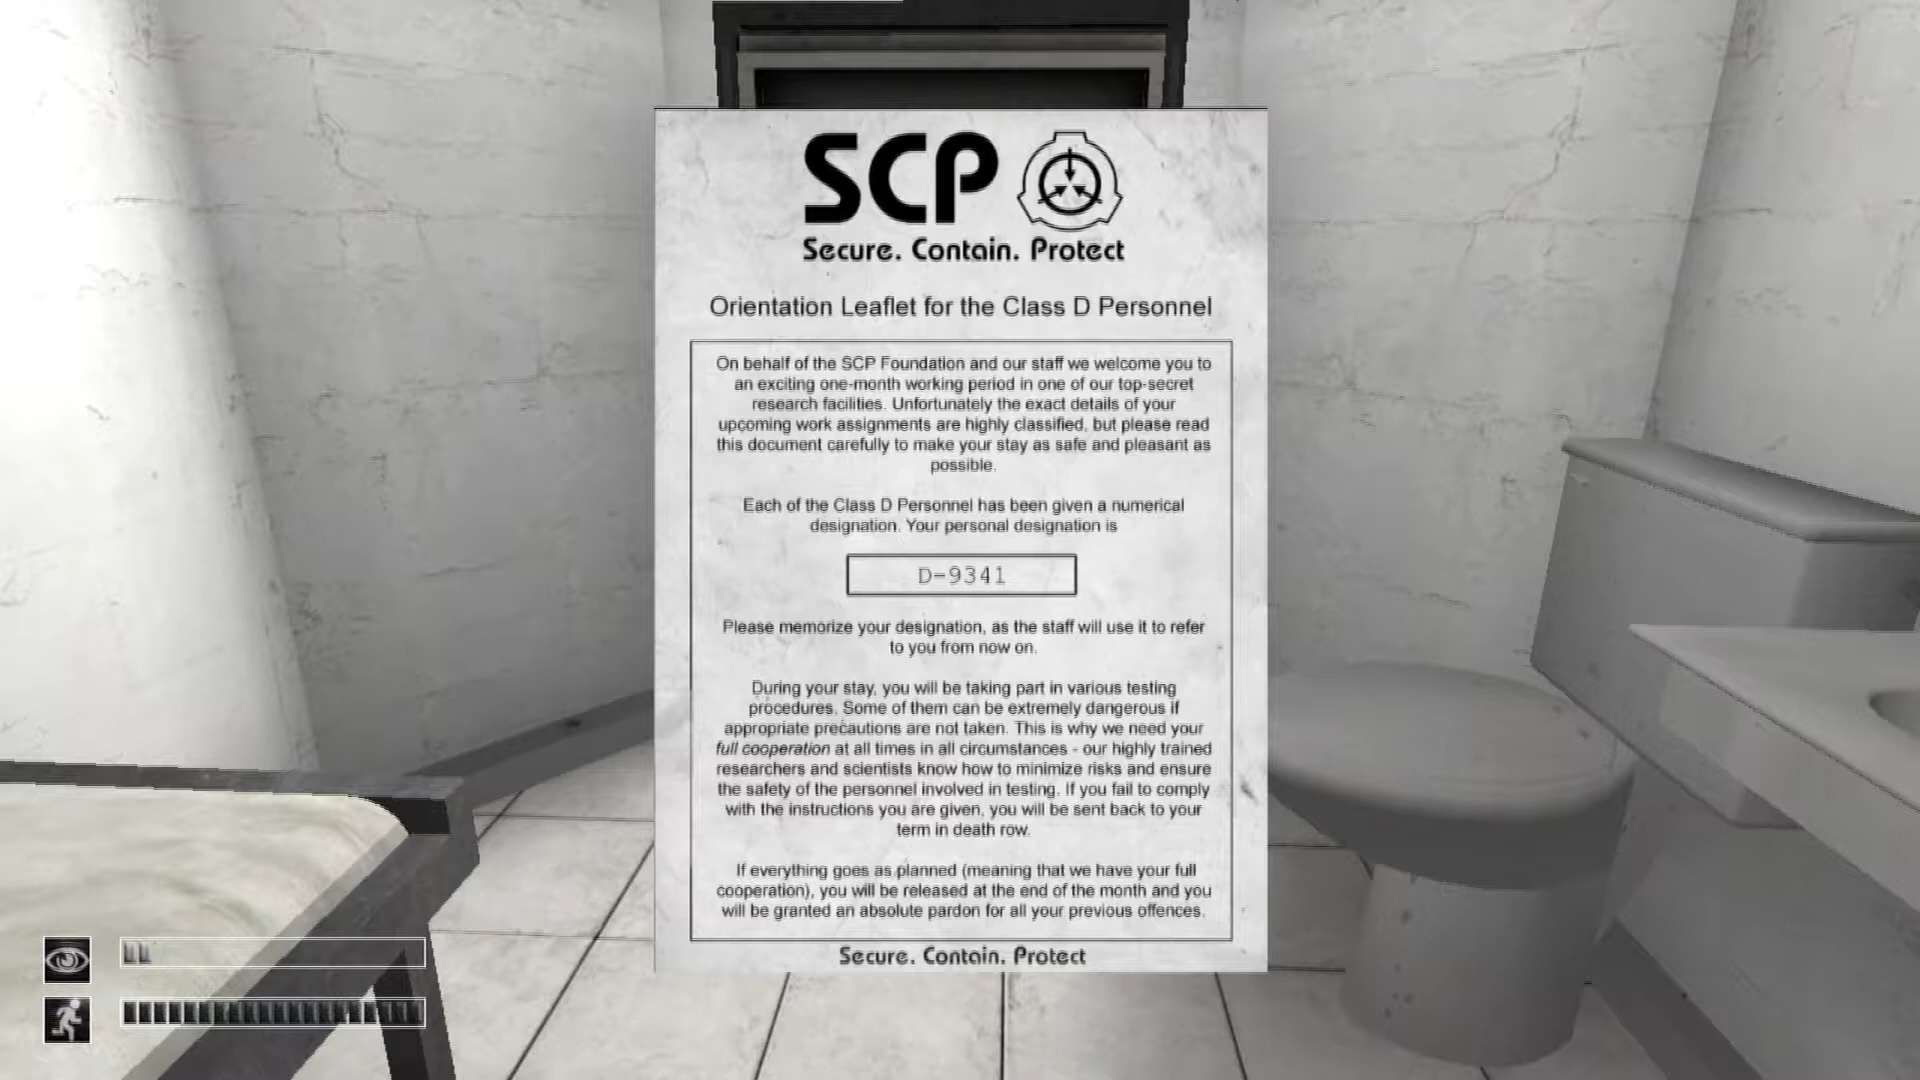 SCP
Secure. Contain. Protect
Orientation Leaflet for the Class D Personnel
On behalf of the SCP Foundation and our staff we welcome you to
an exciting one-month working period in one of our top-secret
research facilities. Unfortunately the exact details of your
upcoming work assignments are highly classified, but please read
this document carefully to make your stay as safe and pleasant as
possible.
Each of the Class D Personnel has been given a numerical
designation. Your personal designation is
D-9341
Please memorize your designation, as the staff will use it to refer
to you from now on.
During your stay, you will be taking part in various testing
procedures. Some of them can be extremely dangerous if
appropriate precautions are not taken. This is why we need your
full cooperation at all times in all circumstances - our highly trained
researchers and scientists know how to minimize risks and ensure
the safety of the personnel involved in testing. If you fail to comply
with the instructions you are given, you will be sent back to your
term in death row.
If everything goes as planned (meaning that we have your full
cooperation), you will be released at the end of the month and you
will be granted an absolute pardon for all your previous offences.
Secure. Contain. Protect